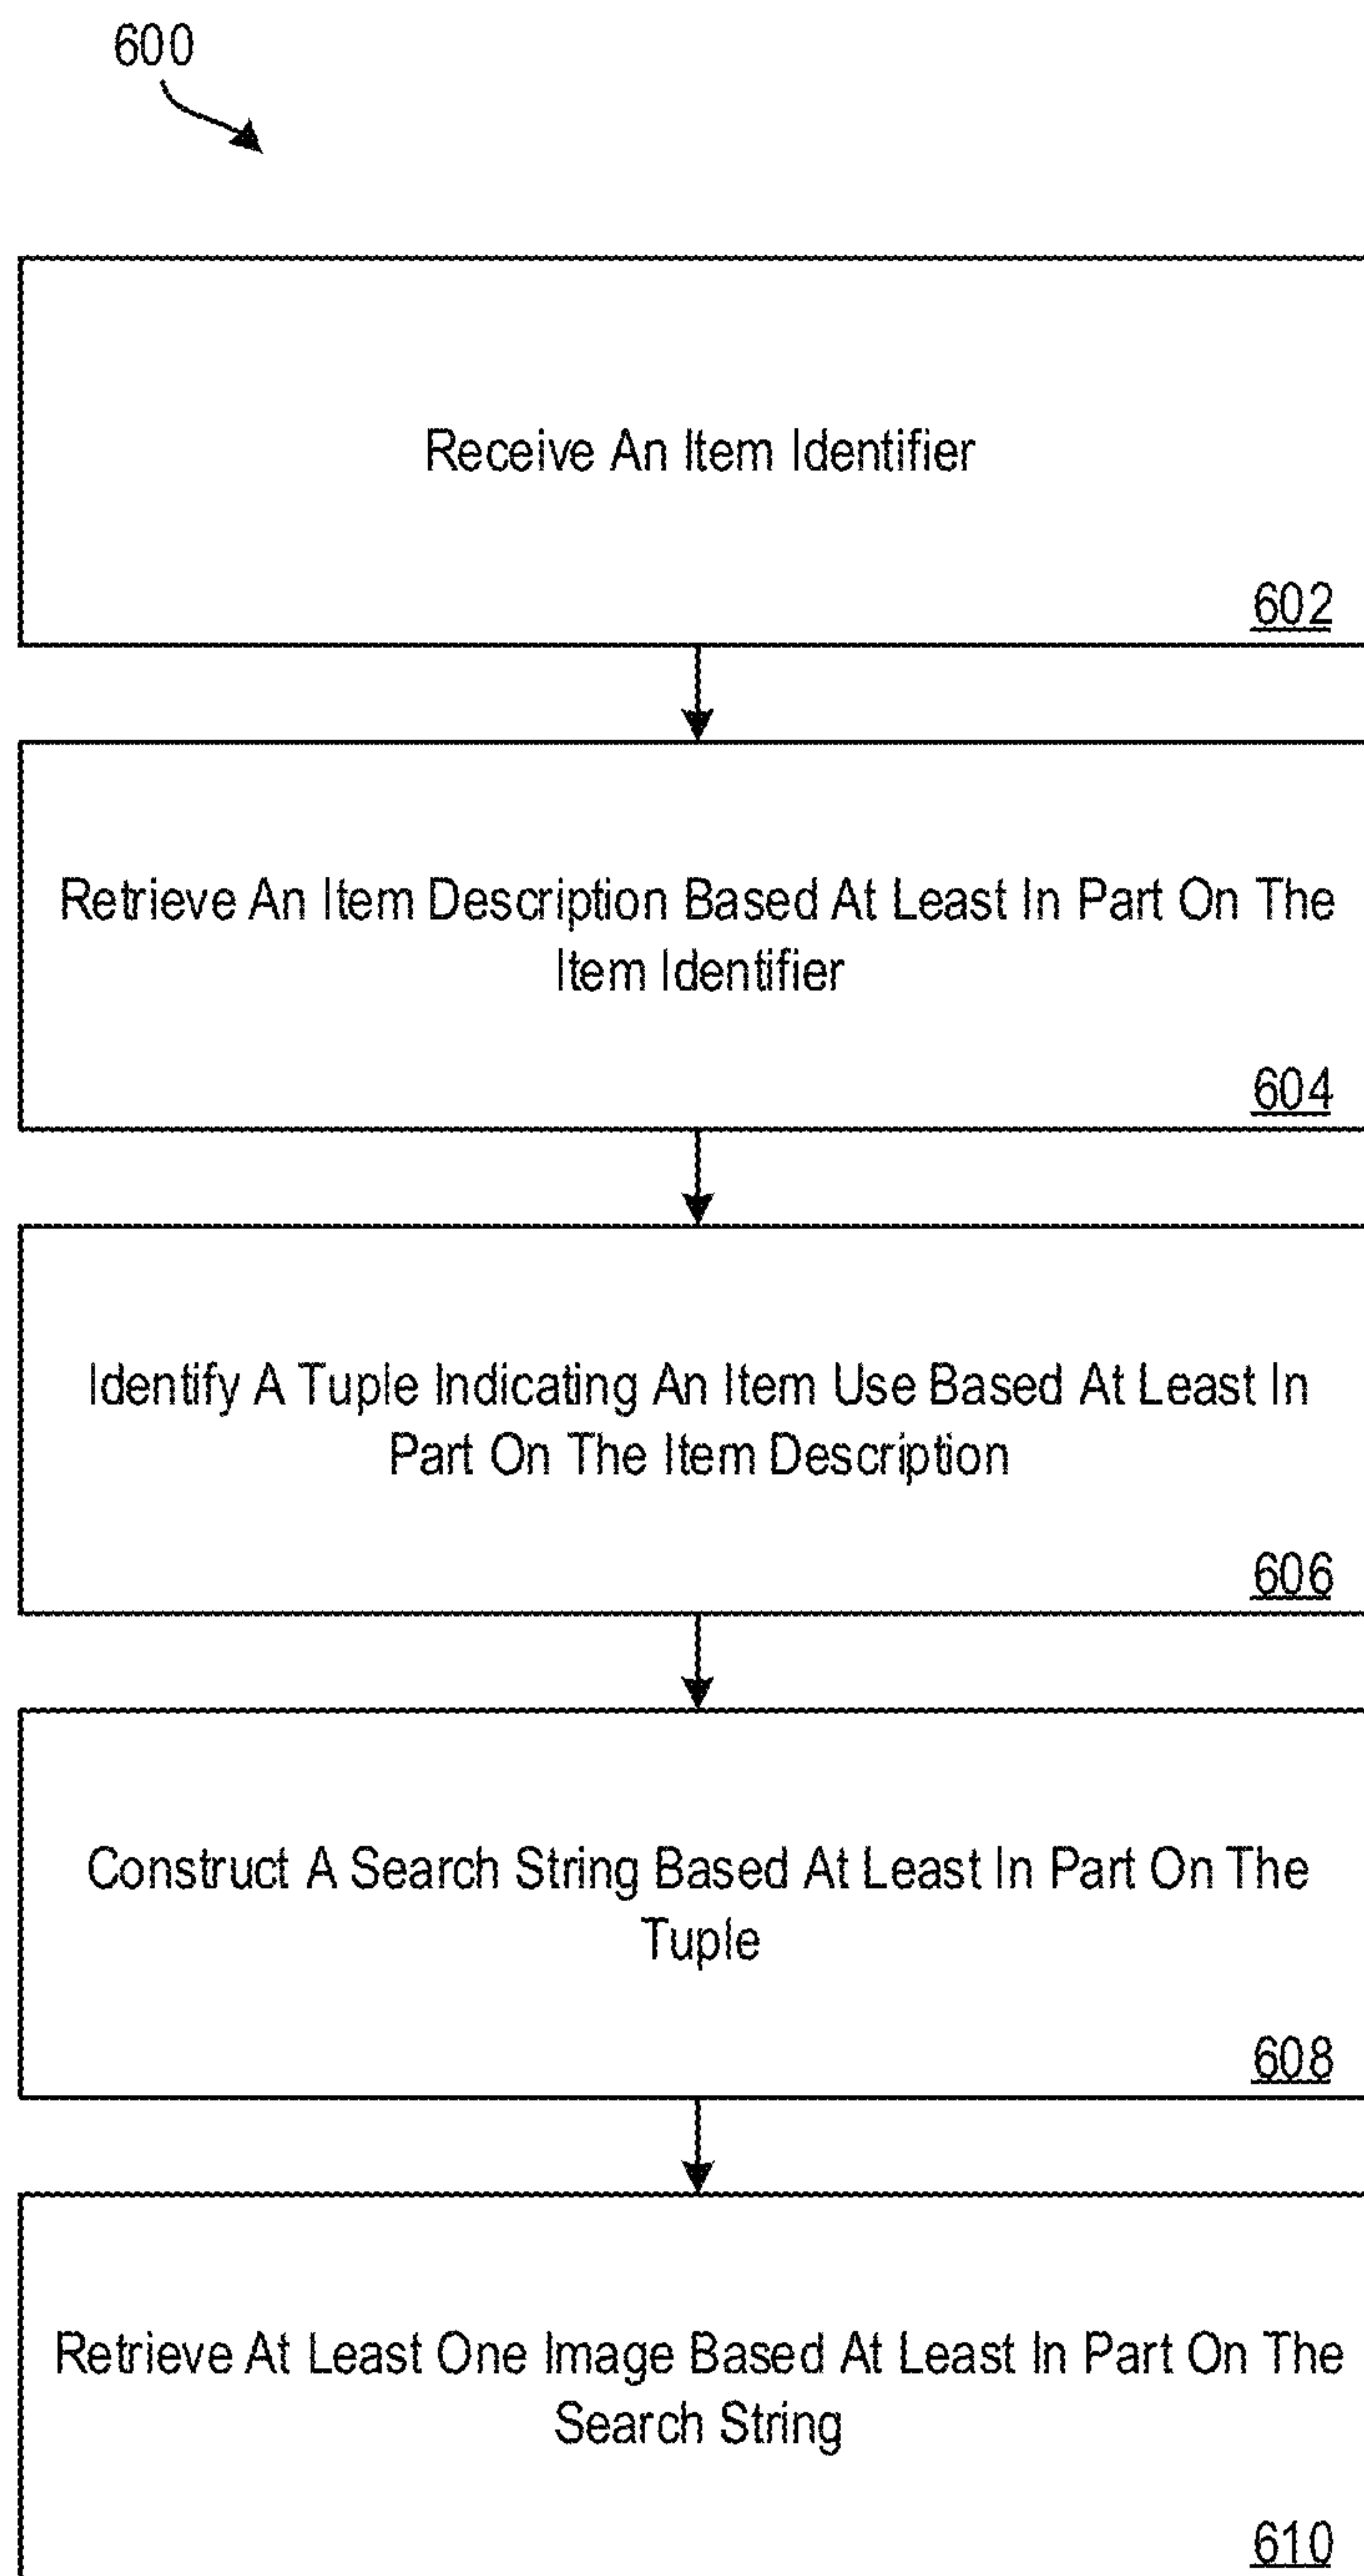 600
Receive An Item Identifier
602
Retrieve An Item Description Based At Least In Part On The
Item Identifier
604
Identify A Tuple Indicating An Item Use Based At Least In
Part On The Item Description
606
Construct A Search String Based At Least In Part On The
Tuple
608
Retrieve At Least One Image Based At Least In Part On The
Search String
610